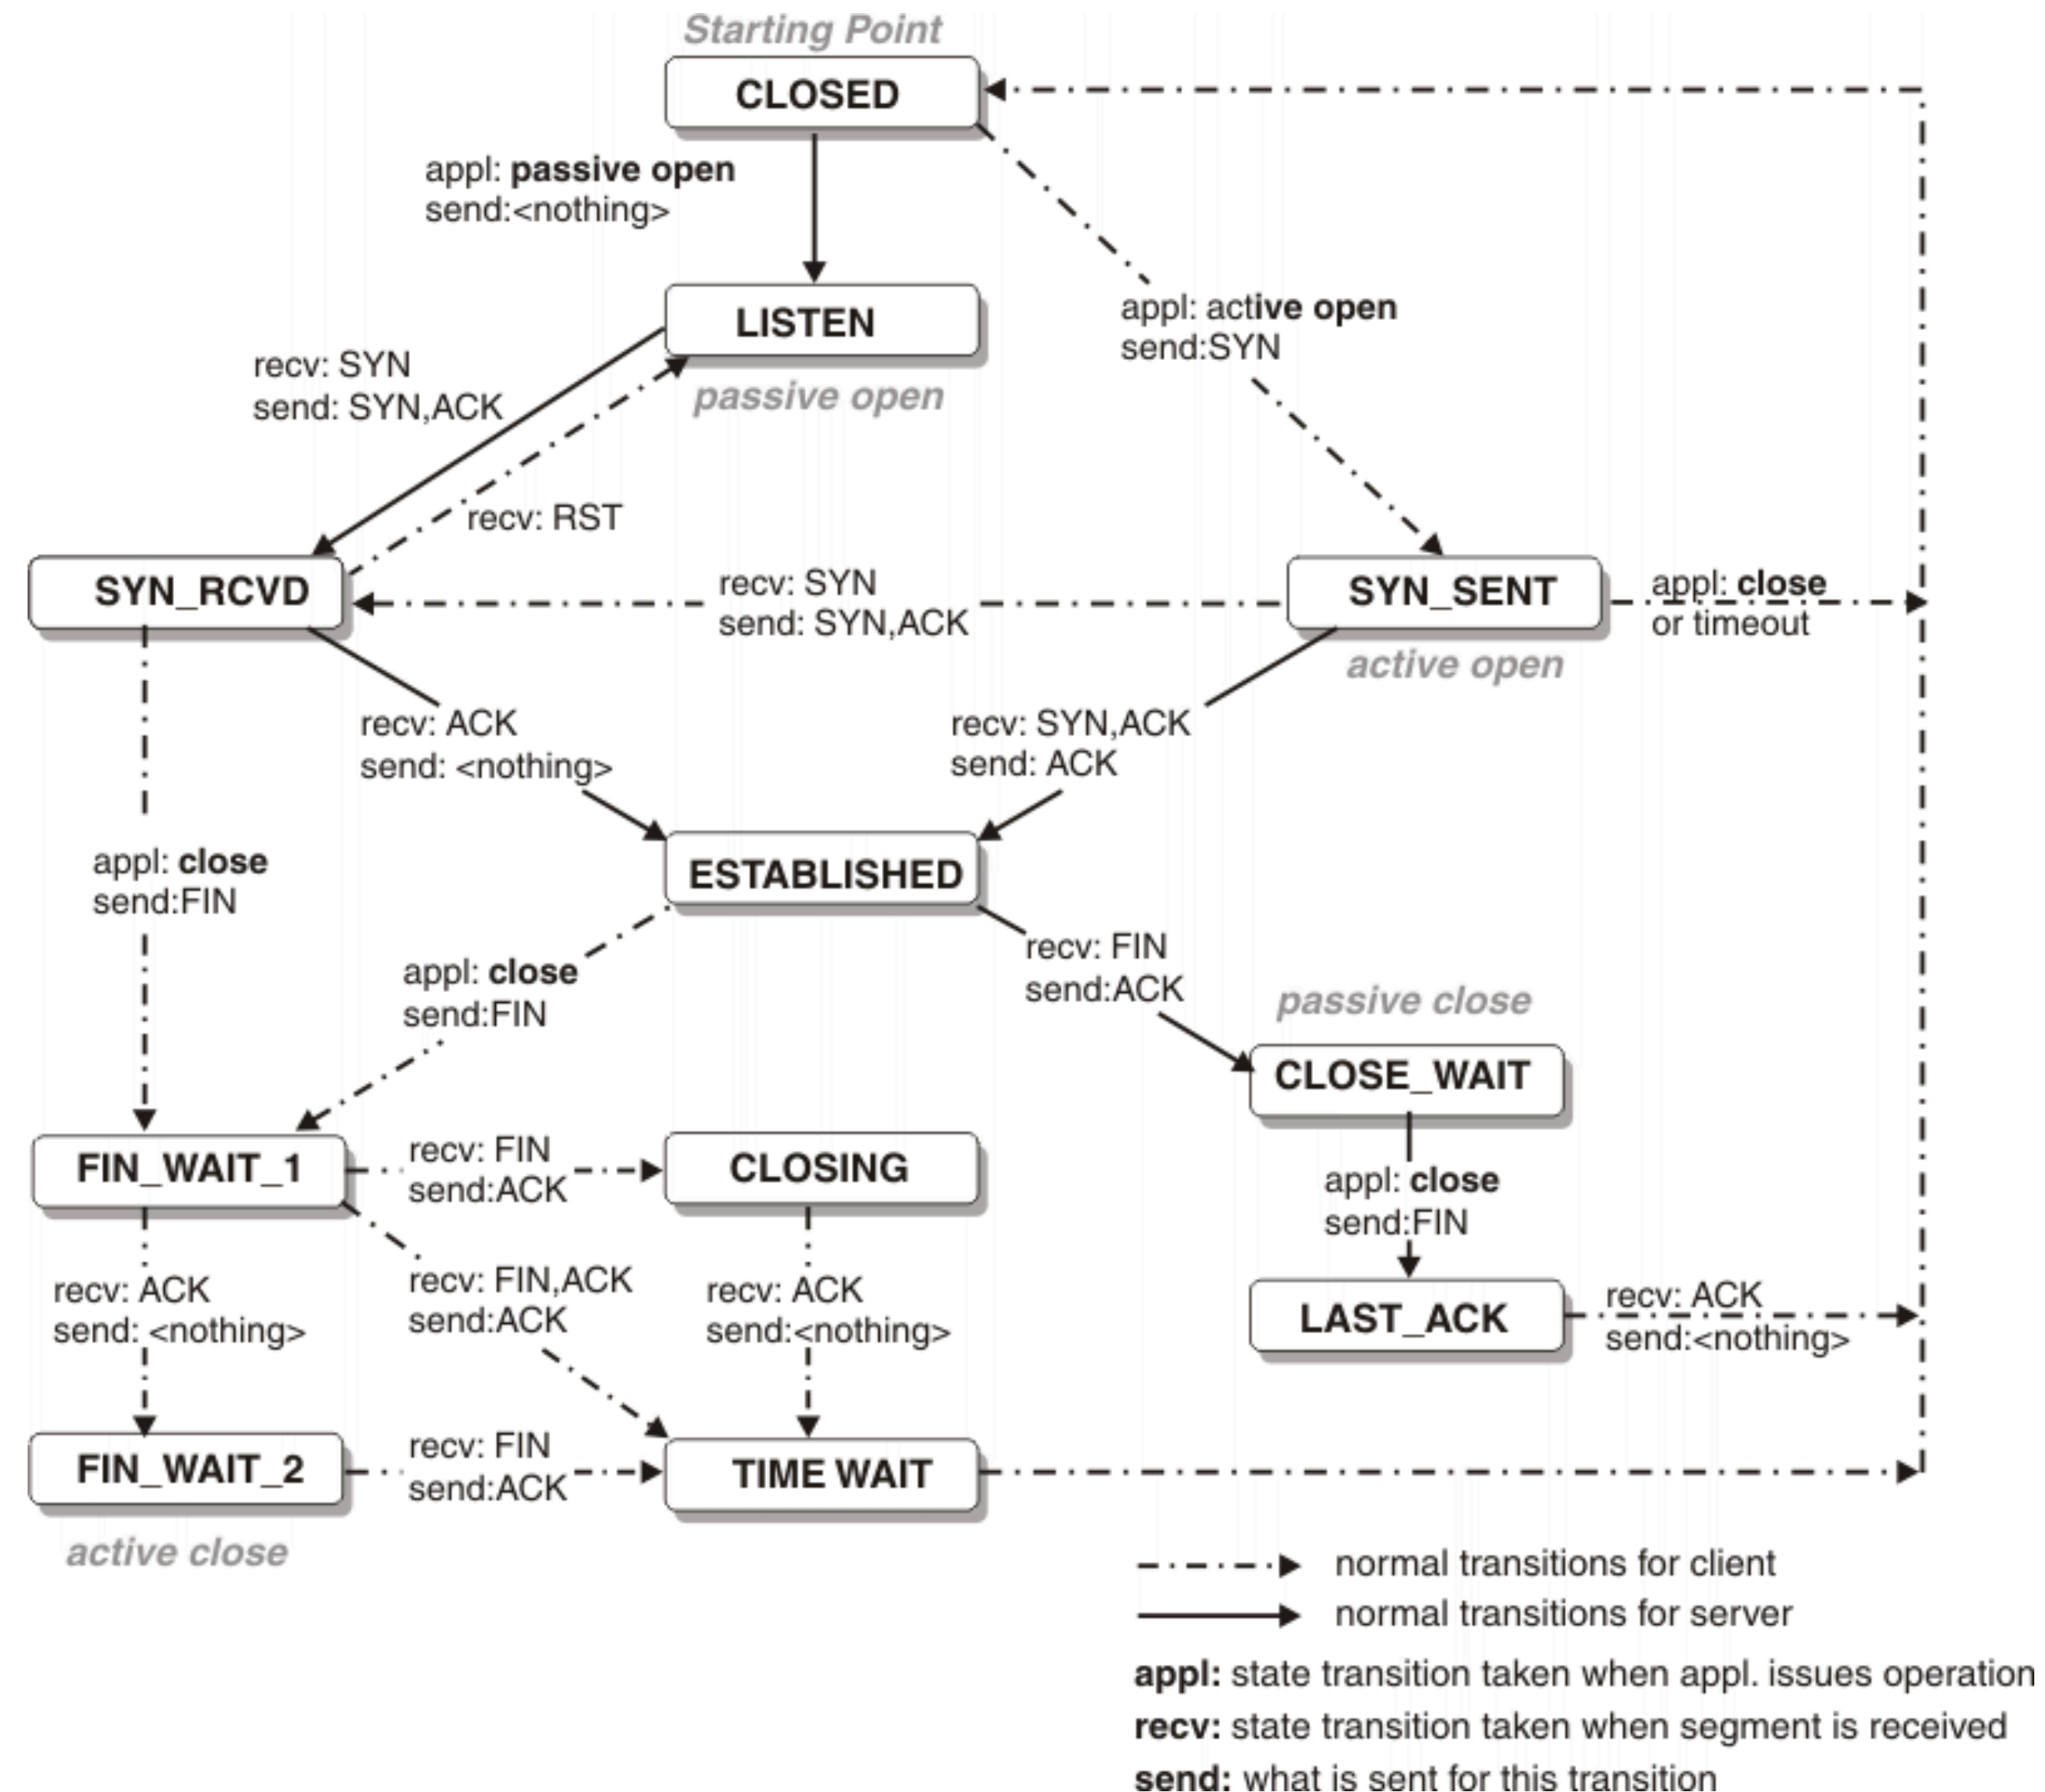 Starting Point
CLOSED
appl: passive open
send:<nothing>
LISTEN
appl: active open
send:SYN
recv: SYN
send: SYN,ACK
passive open
recv: RST
SYN_RCVD
recv: SYN
send: SYN,ACK
SYN_SENT
appl: close
or timeout
active open
recv: ACK
send: <nothing>
recv: SYN,ACK
send: ACK
appl: close
send:FIN
ESTABLISHED
appl: close
send:FIN
recv: FIN
send:ACK
passive close
CLOSE_WAIT
FIN_WAIT_1
recv: FIN
send:ACK
CLOSING
appl: close
send:FIN
recv: ACK
send: <nothing>
recv: FIN,ACK
send:ACK
recv: ACK
send:<nothing>
LAST_ACK
recv: ACK
send:<nothing>
FIN_WAIT_2
recv: FIN
send:ACK
TIME WAIT
active close
normal transitions for client
normal transitions for server
appl: state transition taken when appl. issues operation
recv: state transition taken when segment is received
send: what is sent for this transition